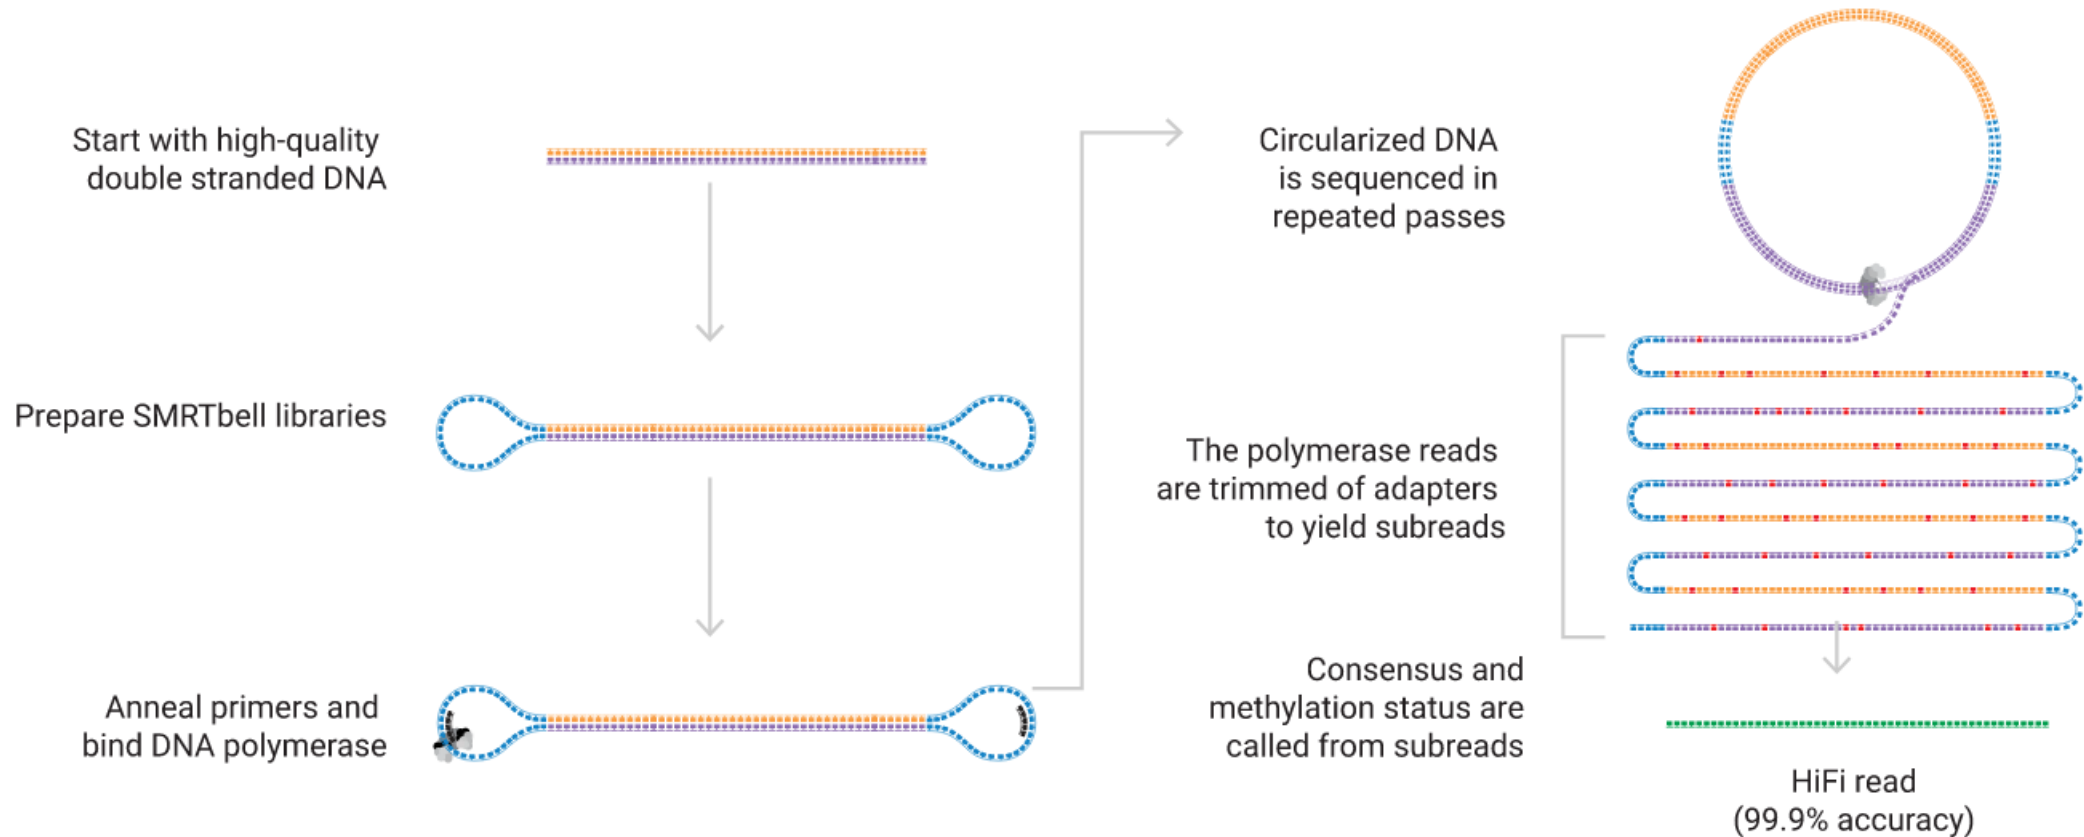 Start with high-quality
double stranded DNA
Prepare SMRTbell libraries
Anneal primers and
bind DNA polymerase
Circularized DNA
is sequenced in
repeated passes
The polymerase reads
are trimmed of adapters
to yield subreads
Consensus and
methylation status are
called from subreads
HiFi read
(99.9% accuracy)